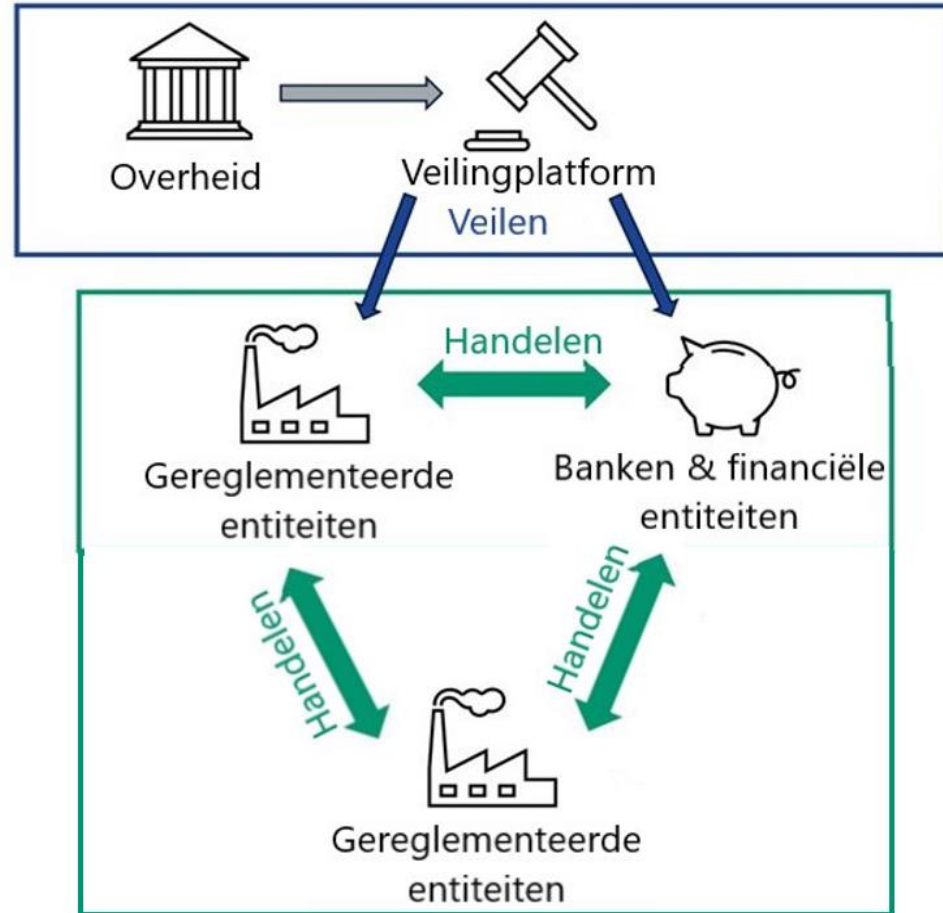 Overheid
Veilingplatform
Veilen
Handelen
Gereglementeerde
entiteiten
Banken & financiële
entiteiten
Handelen
Handelen
Gereglementeerde
entiteiten